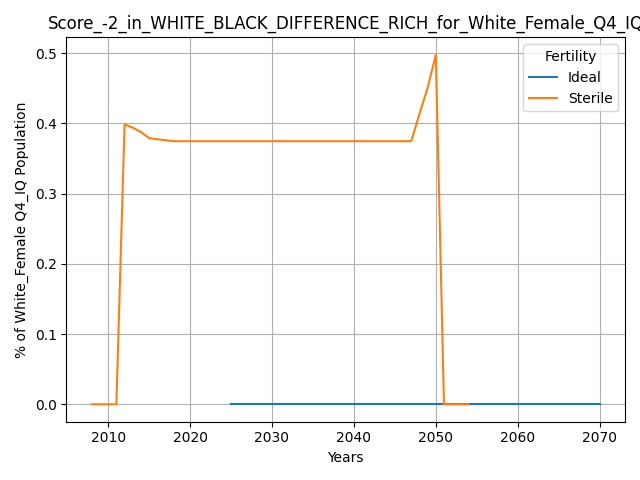 Score_-2_in_WHITE_BLACK_DIFFERENCE_RICH_for_White_Female_Q4_IQ
Fertility
Ideal
Sterile
% of White_Female Q4_IQ Population
0.5
0.4
0.3
0.2
0.1
0.0
2010 2020 2030 2040 2050 2060 2070
Years